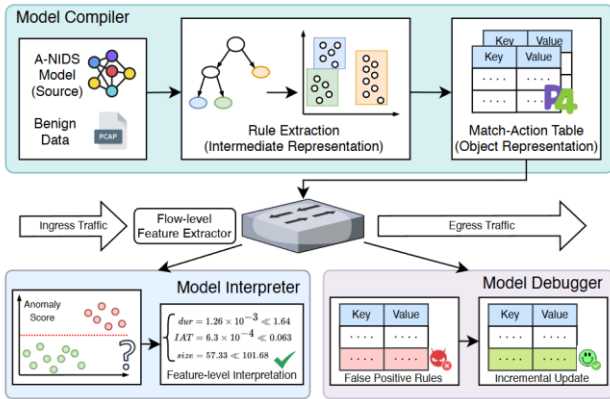 Model Compiler
A-NIDS
Model
(Source)
Benign
Data
PCAP
Rule Extraction
(Intermediate Representation)
Key Value
Key Value
.... ....
.... ....
P4
Match-Action Table
(Object Representation)
Ingress Traffic
Flow-level
Feature Extractor
Egress Traffic
Model Interpreter
Anomaly
Score
?
dur = 1.26 × 10⁻³ ≪ 1.64
IAT = 6.3 × 10⁻⁴ ≪ 0.063
size = 57.33 ≪ 101.68
Feature-level Interpretation
Model Debugger
Key Value
.... ....
.... ....
False Positive Rules
Key Value
.... ....
.... ....
Incremental Update